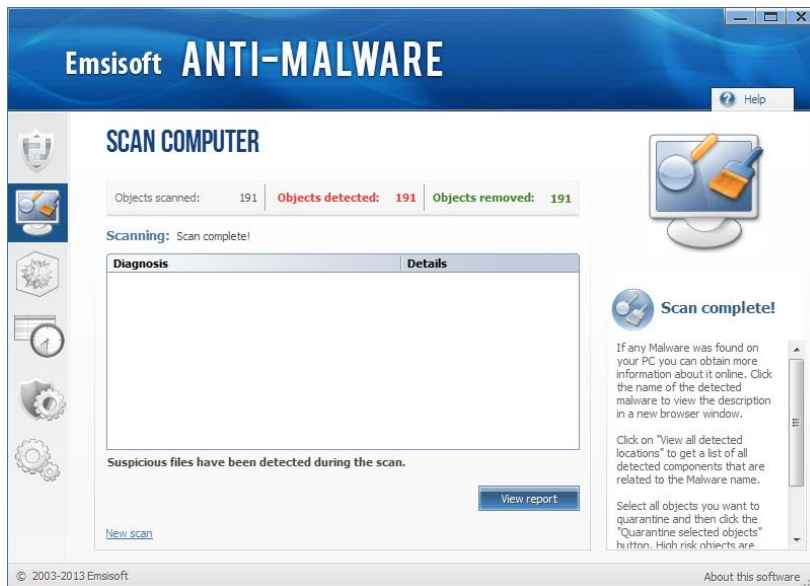 Emsisoft ANTI-MALWARE
Help
SCAN COMPUTER
Objects scanned: 191 Objects detected: 191 Objects removed: 191
Scanning: Scan complete!
Diagnosis Details
Suspicious files have been detected during the scan.
View report
New scan
Scan complete!
If any Malware was found on
your PC you can obtain more
information about it online. Click
the name of the detected
malware to view the description
in a new browser window.
Click on "View all detected
locations" to get a list of all
detected components that are
related to the Malware name.
Select all objects you want to
quarantine and then click the
"Quarantine selected objects"
button. High risk objects are
© 2003-2013 Emsisoft
About this software